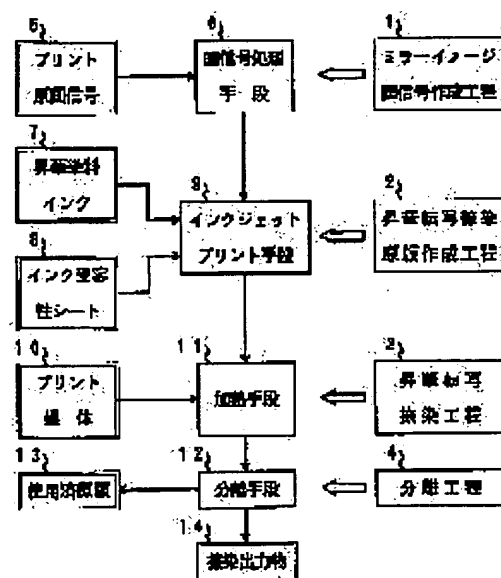 5
プリント
原画信号
6
画信号処理
手段
1
ミラーイメージ
画信号作成工程
7
昇華染料
インク
8
インク受容
性シート
9
インクジェット
プリント手段
2
昇華転写捺染
原版作成工程
10
プリント
媒体
11
加熱手段
2
昇華転写
捺染工程
13
使用済原版
12
分離手段
4
分離工程
14
捺染出力物